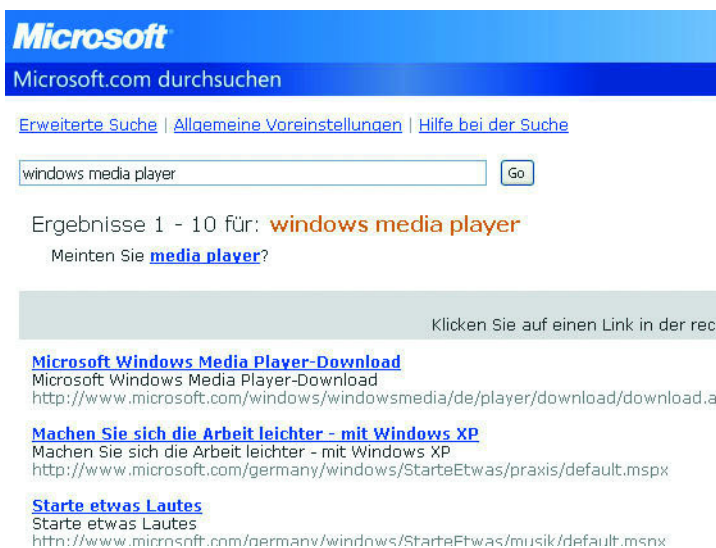 Microsoft
Microsoft.com durchsuchen
Erweiterte Suche | Allgemeine Voreinstellungen | Hilfe bei der Suche
windows media player Go
Ergebnisse 1 - 10 für: windows media player
Meinten Sie media player?
Klicken Sie auf einen Link in der rec
Microsoft Windows Media Player-Download
Microsoft Windows Media Player-Download
http://www.microsoft.com/windows/windowsmedia/de/player/download/download.a
Machen Sie sich die Arbeit leichter - mit Windows XP
Machen Sie sich die Arbeit leichter - mit Windows XP
http://www.microsoft.com/germany/windows/StarteEtwas/praxis/default.mspx
Starte etwas Lautes
Starte etwas Lautes
http://www.microsoft.com/germany/windows/StarteEtwas/musik/default.mspx